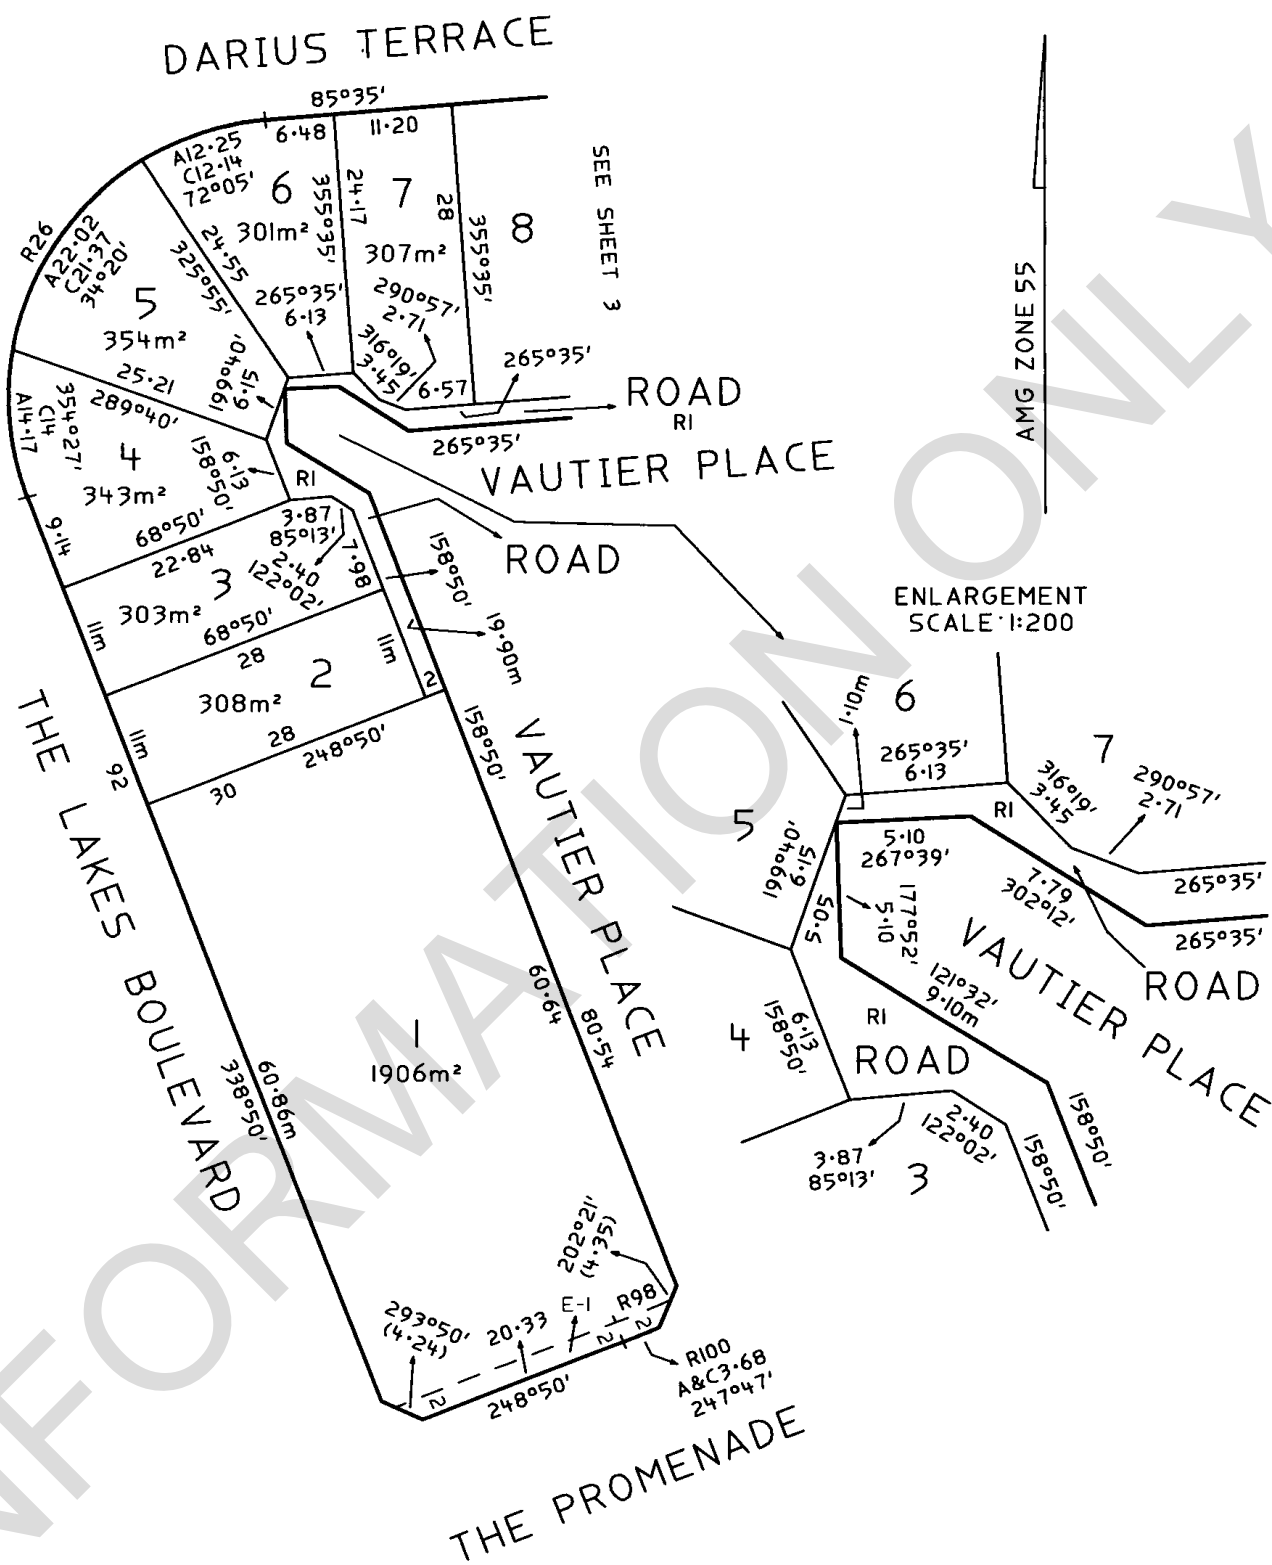 DARIUS TERRACE
85°35'
6·48
11·20
A12·25
C12·14
72°05'
6
301m²
355°35'
24·17
7
307m²
28
355°35'
8
SEE SHEET 3
AMG ZONE 55
R26
A22·02
C21·37
34°20'
5
354m²
24·55
325°55'
265°35'
6·13
290°57'
2·71
316°19'
3·45
6·57
265°35'
ROAD
R1
265°35'
VAUTIER PLACE
25·21
289°40'
199°40'
6·19
A14·17
C14
354°27'
4
343m²
6·13
158°50'
R1
9·14
68°50'
22·84
3·87
85°13'
2·40
122°02'
7·98
158°50'
ROAD
3
303m²
11m
68°50'
28
19·90m
2
308m²
11m
2
11m
28
248°50'
30
158°50'
92
THE LAKES BOULEVARD
VAUTIER PLACE
60·64
80·54
1
1906m²
60·86m
338°50'
202°21'
(4·35)
293°50'
(4·24)
20·33
E-1
R98
2
2
2
248°50'
R100
A&C3·68
247°47'
THE PROMENADE
ENLARGEMENT
SCALE 1:200
1·10m
6
265°35'
6·13
7
316°19'
3·45
290°57'
2·71
R1
5
199°40'
6·19
5·10
267°39'
7·79
302°12'
265°35'
265°35'
5·05
177°52'
5·10
VAUTIER PLACE
ROAD
121°32'
9·10m
4
6·13
158°50'
R1
ROAD
3·87
85°13'
2·40
122°02'
3
158°50'
158°50'
INFORMATION ONLY